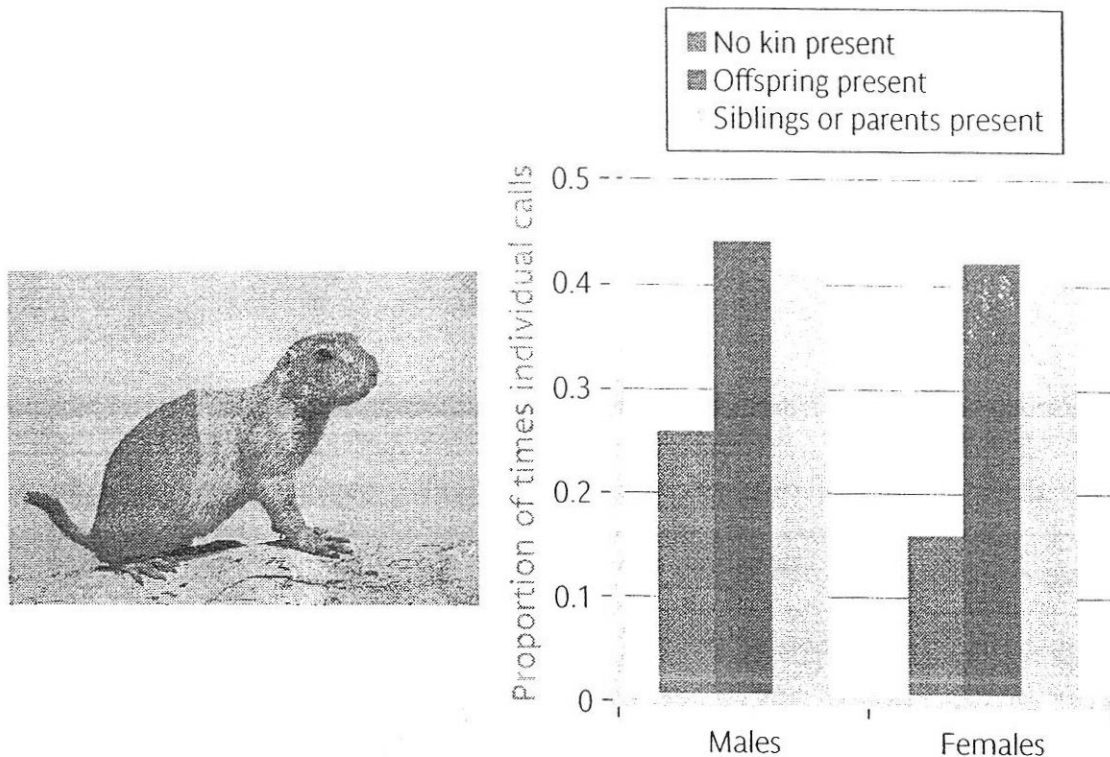 No kin present
Offspring present
Siblings or parents present
Proportion of times individual calls
0.5
0.4
0.3
0.2
0.1
0
Males
Females